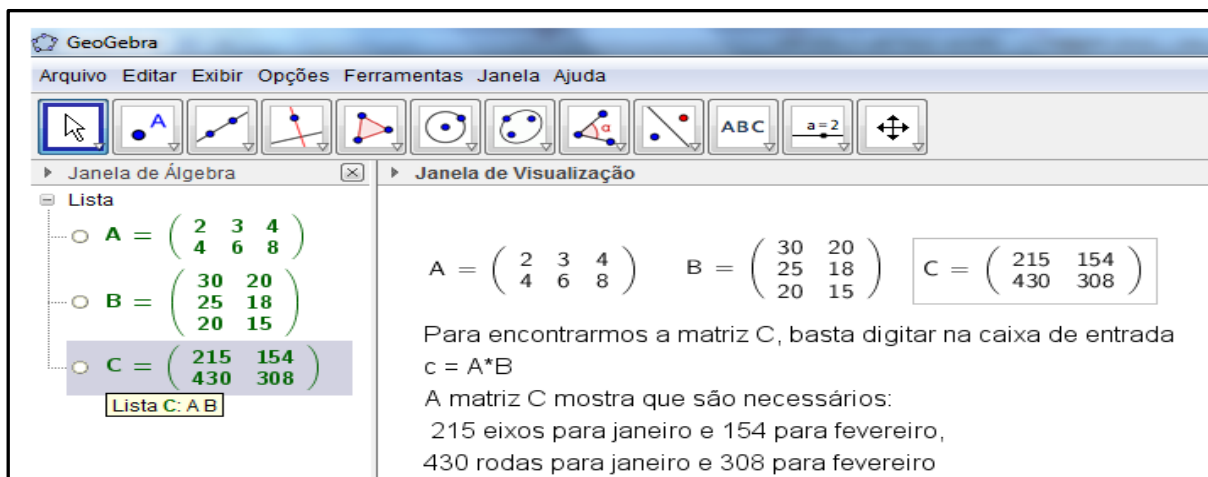 GeoGebra
Arquivo Editar Exibir Opções Ferramentas Janela Ajuda
A α ABC a=2
Janela de Álgebra
Janela de Visualização
Lista
A = ( 2 3 4
4 6 8 )
B = ( 30 20
25 18
20 15 )
C = ( 215 154
430 308 )
Lista C: A B
A = ( 2 3 4
4 6 8 )
B = ( 30 20
25 18
20 15 )
C = ( 215 154
430 308 )
Para encontrarmos a matriz C, basta digitar na caixa de entrada
c = A*B
A matriz C mostra que são necessários:
215 eixos para janeiro e 154 para fevereiro,
430 rodas para janeiro e 308 para fevereiro